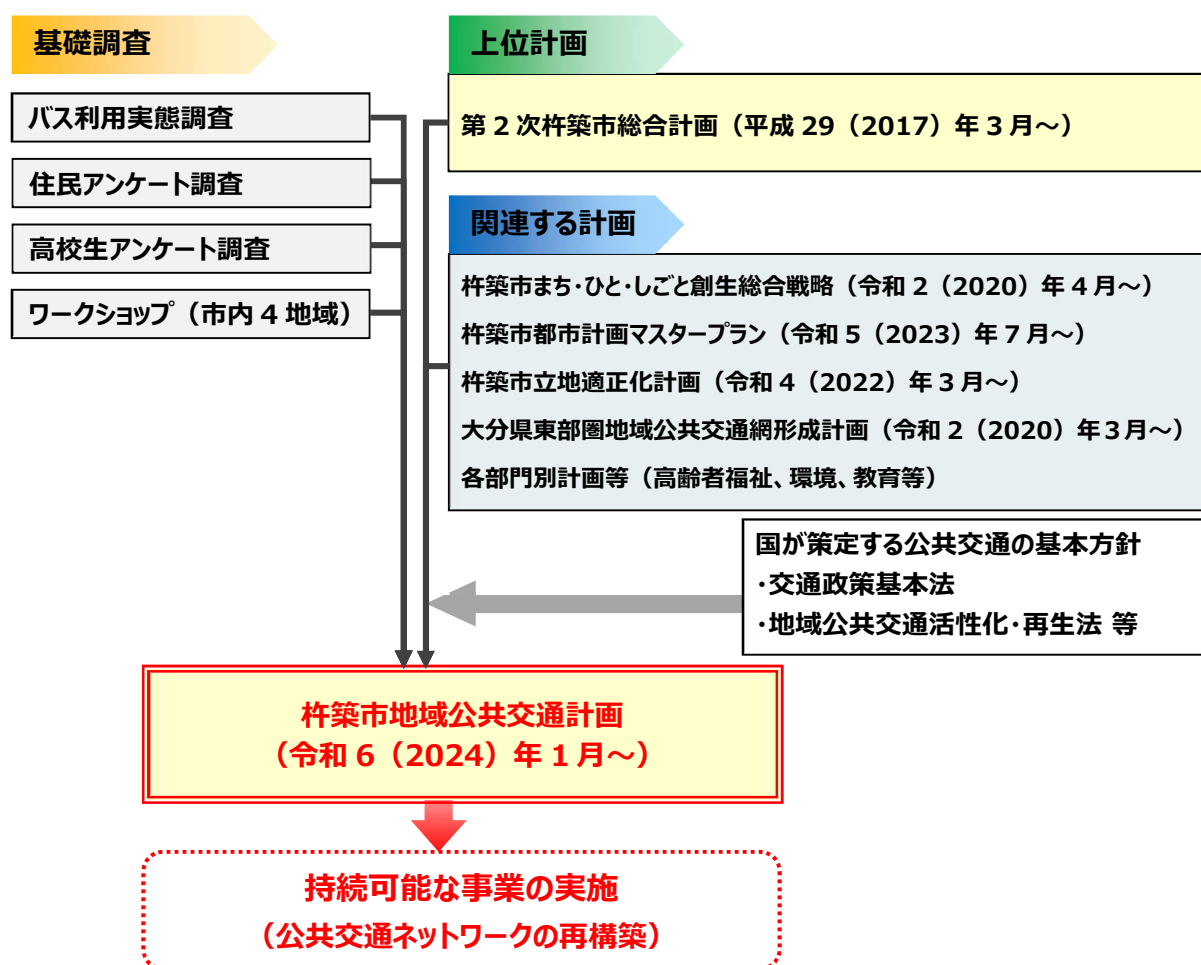 基礎調査
バス利用実態調査
住民アンケート調査
高校生アンケート調査
ワークショップ（市内 4 地域）
上位計画
第 2 次杵築市総合計画（平成 29（2017）年 3 月～）
関連する計画
杵築市まち・ひと・しごと創生総合戦略（令和 2（2020）年 4 月～）
杵築市都市計画マスタープラン（令和 5（2023）年 7 月～）
杵築市立地適正化計画（令和 4（2022）年 3 月～）
大分県東部圏地域公共交通網形成計画（令和 2（2020）年 3 月～）
各部門別計画等（高齢者福祉、環境、教育等）
国が策定する公共交通の基本方針
・交通政策基本法
・地域公共交通活性化・再生法 等
杵築市地域公共交通計画
（令和 6（2024）年 1 月～）
持続可能な事業の実施
（公共交通ネットワークの再構築）